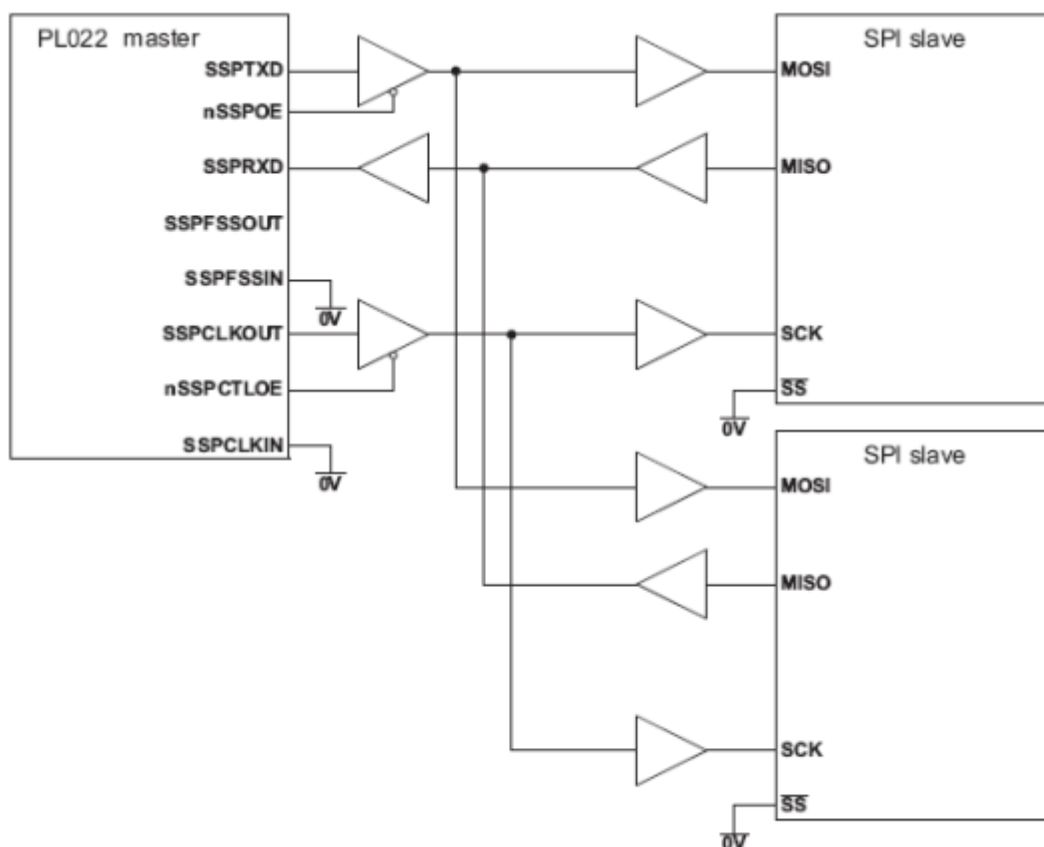 PL022 master
SSPTXD
nSSPOE
SSPRXD
SSPFSSOUT
SSPFSSIN
0V
SSPCLKOUT
nSSPCTLOE
SSPCLKIN
0V
SPI slave
MOSI
MISO
SCK
SS
0V
SPI slave
MOSI
MISO
SCK
SS
0V